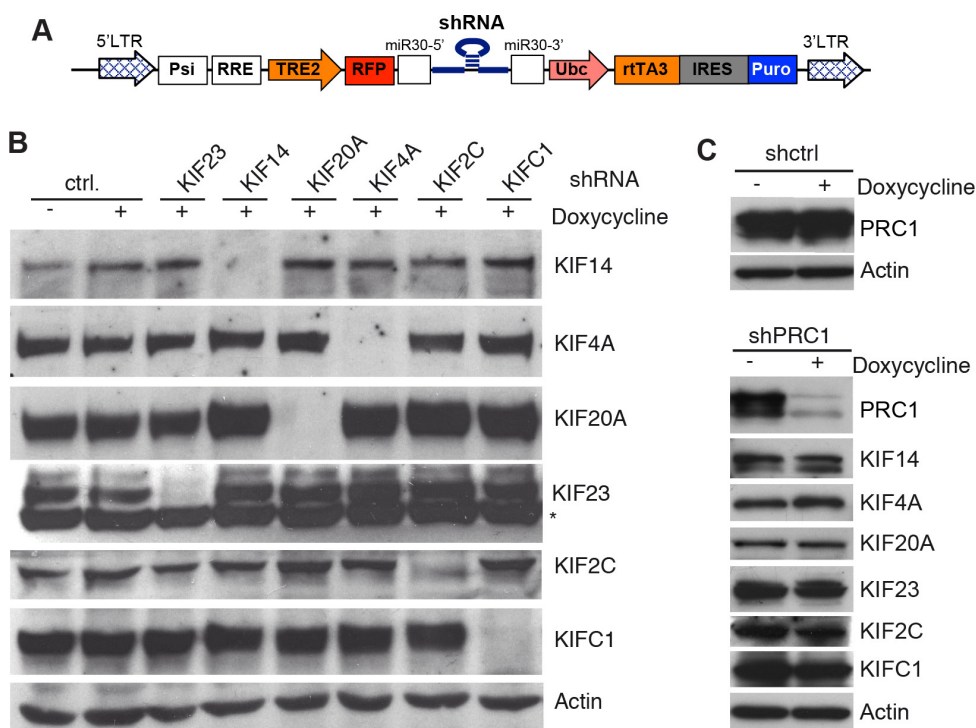 A
shRNA
5'LTR
miR30-5'
miR30-3'
3'LTR
Psi
RRE
TRE2
RFP
Ubc
rtTA3
IRES
Puro
B
ctrl.
KIF23
KIF14
KIF20A
KIF4A
KIF2C
KIFC1
shRNA
- + + + + + + + Doxycycline
KIF14
KIF4A
KIF20A
KIF23
*
KIF2C
KIFC1
Actin
C
shctrl
- + Doxycycline
PRC1
Actin
shPRC1
- + Doxycycline
PRC1
KIF14
KIF4A
KIF20A
KIF23
KIF2C
KIFC1
Actin